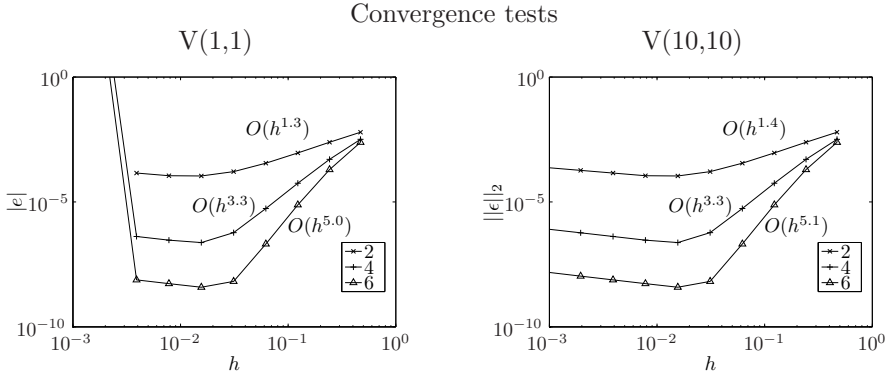 Convergence tests
V(1,1)
10^0
O(h^{1.3})
10^{-5}
|e|
O(h^{3.3})
O(h^{5.0})
2
4
6
10^{-10}
10^{-3}
10^{-2}
10^{-1}
10^0
h
V(10,10)
10^0
O(h^{1.4})
10^{-5}
||ϵ||_2
O(h^{3.3})
O(h^{5.1})
2
4
6
10^{-10}
10^{-3}
10^{-2}
10^{-1}
10^0
h